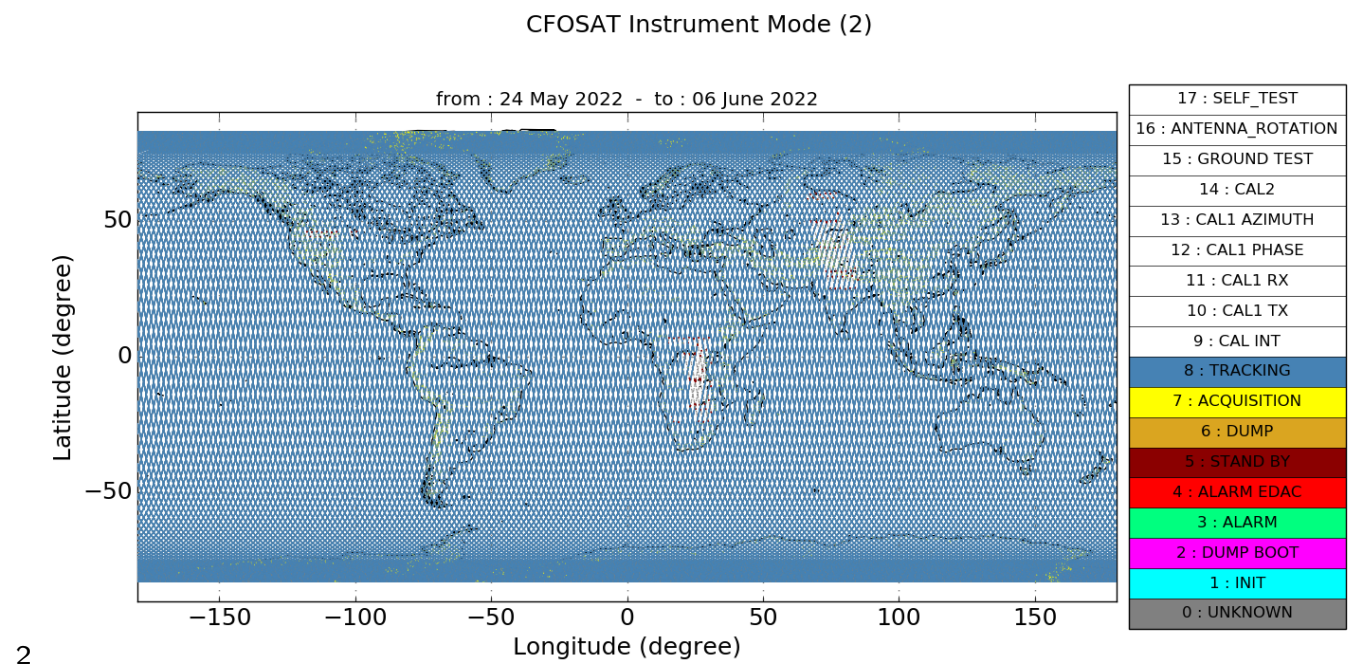 CFOSAT Instrument Mode (2)
from : 24 May 2022  -  to : 06 June 2022
17 : SELF_TEST
16 : ANTENNA_ROTATION
15 : GROUND TEST
14 : CAL2
13 : CAL1 AZIMUTH
12 : CAL1 PHASE
11 : CAL1 RX
10 : CAL1 TX
9 : CAL INT
8 : TRACKING
7 : ACQUISITION
6 : DUMP
5 : STAND BY
4 : ALARM EDAC
3 : ALARM
2 : DUMP BOOT
1 : INIT
0 : UNKNOWN
Latitude (degree)
50
0
−50
−150 −100 −50 0 50 100 150
Longitude (degree)
2